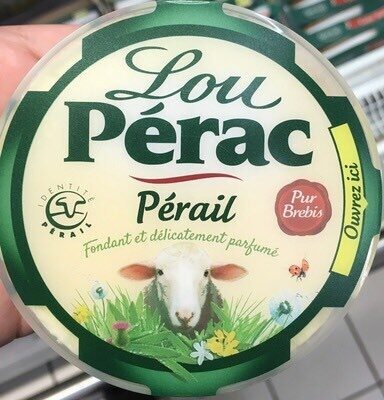 Lou
Pérac
Pérail
Fondant et délicatement parfumé
IDENTITÉ
PÉRAIL
Pur
Brebis
Ouvrez ici